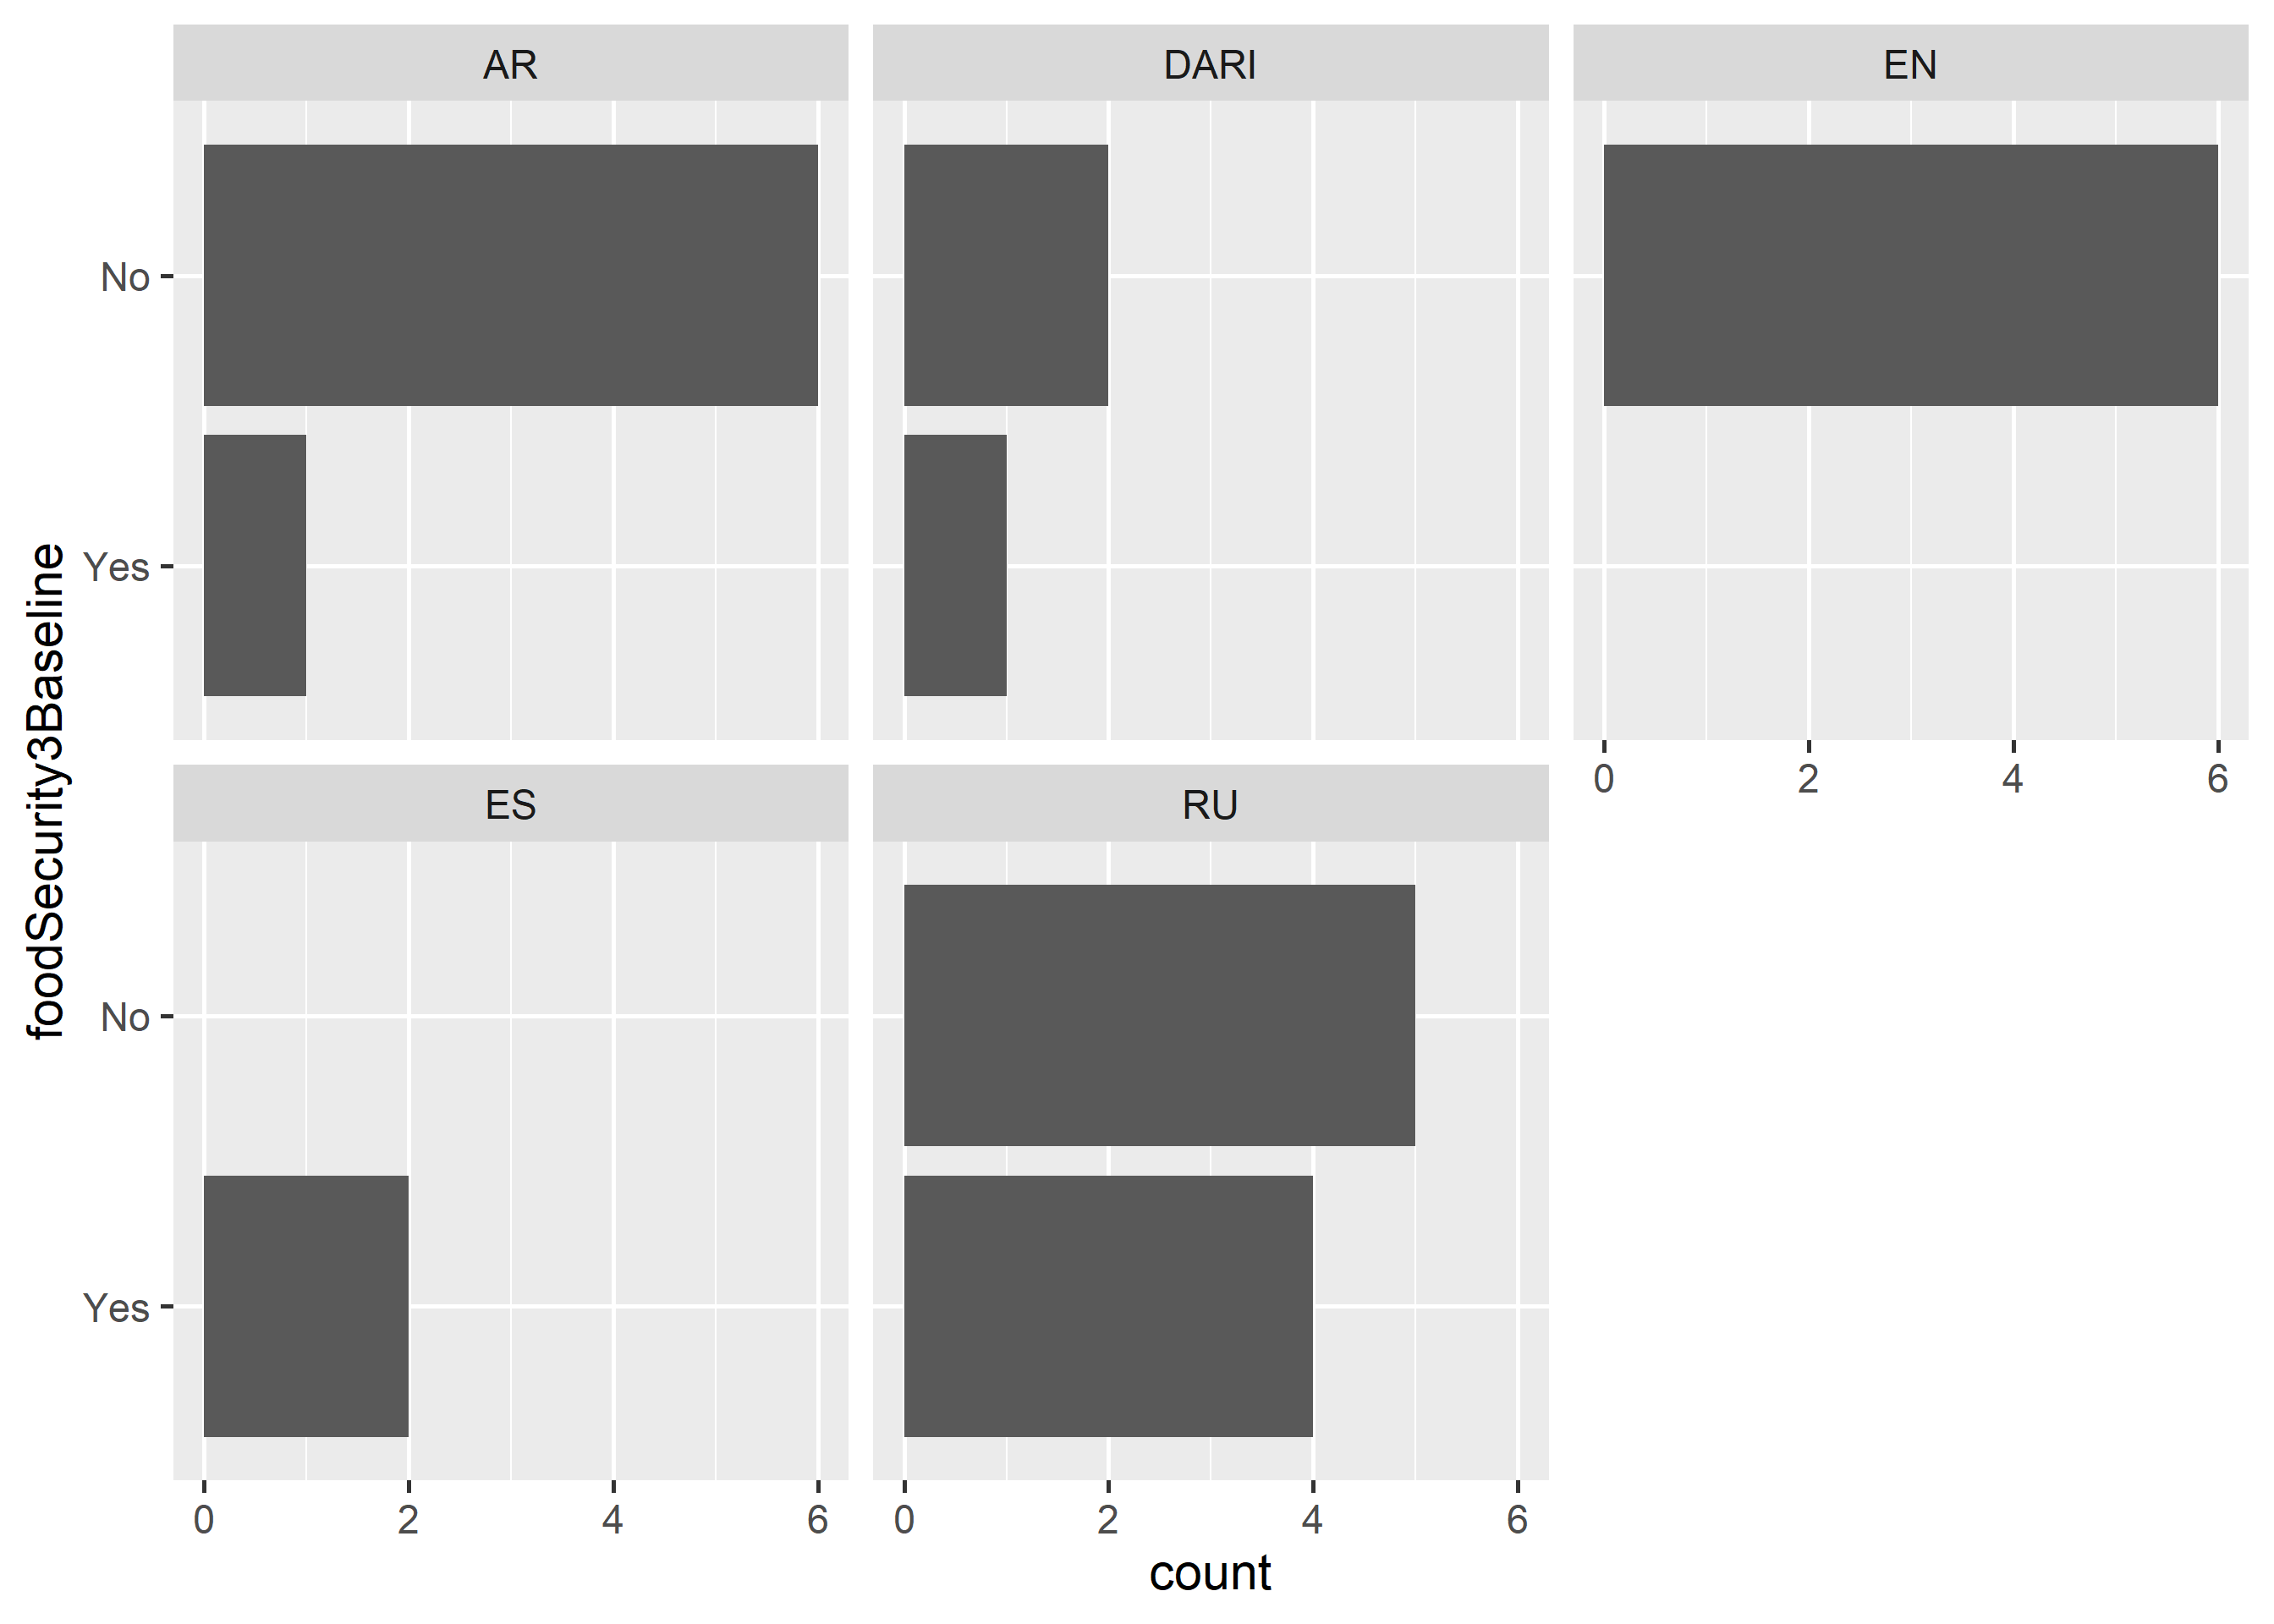 AR
DARI
EN
No
Yes
0 2 4 6
ES
RU
No
Yes
0 2 4 6
0 2 4 6
count
foodSecurity3Baseline